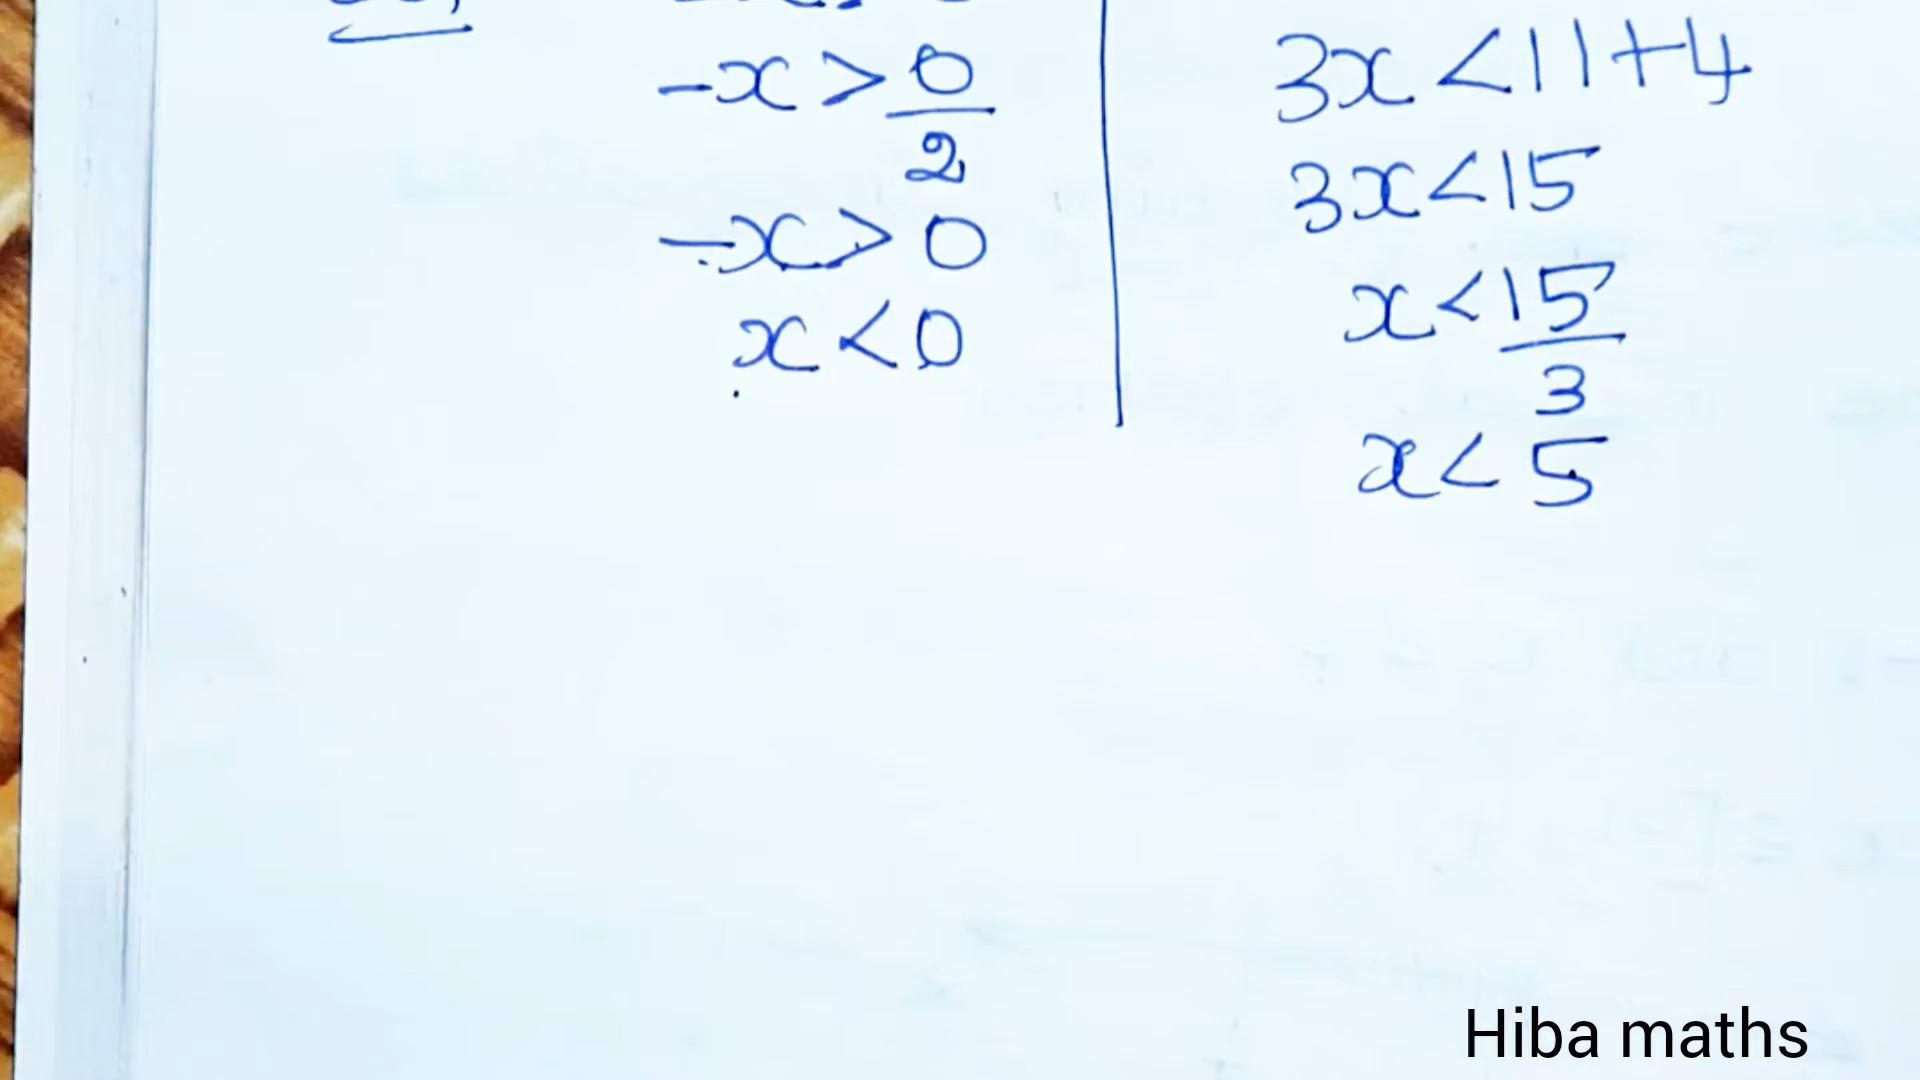 -x > 0/2
-x > 0
x < 0
3x < 11+4
3x < 15
x < 15/3
x < 5
Hiba maths